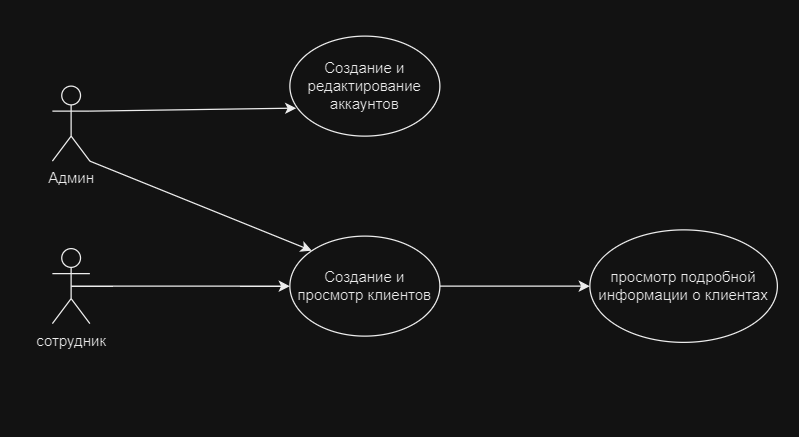 Создание и
редактирование
аккаунтов
Админ
Создание и
просмотр клиентов
просмотр подробной
информации о клиентах
сотрудник